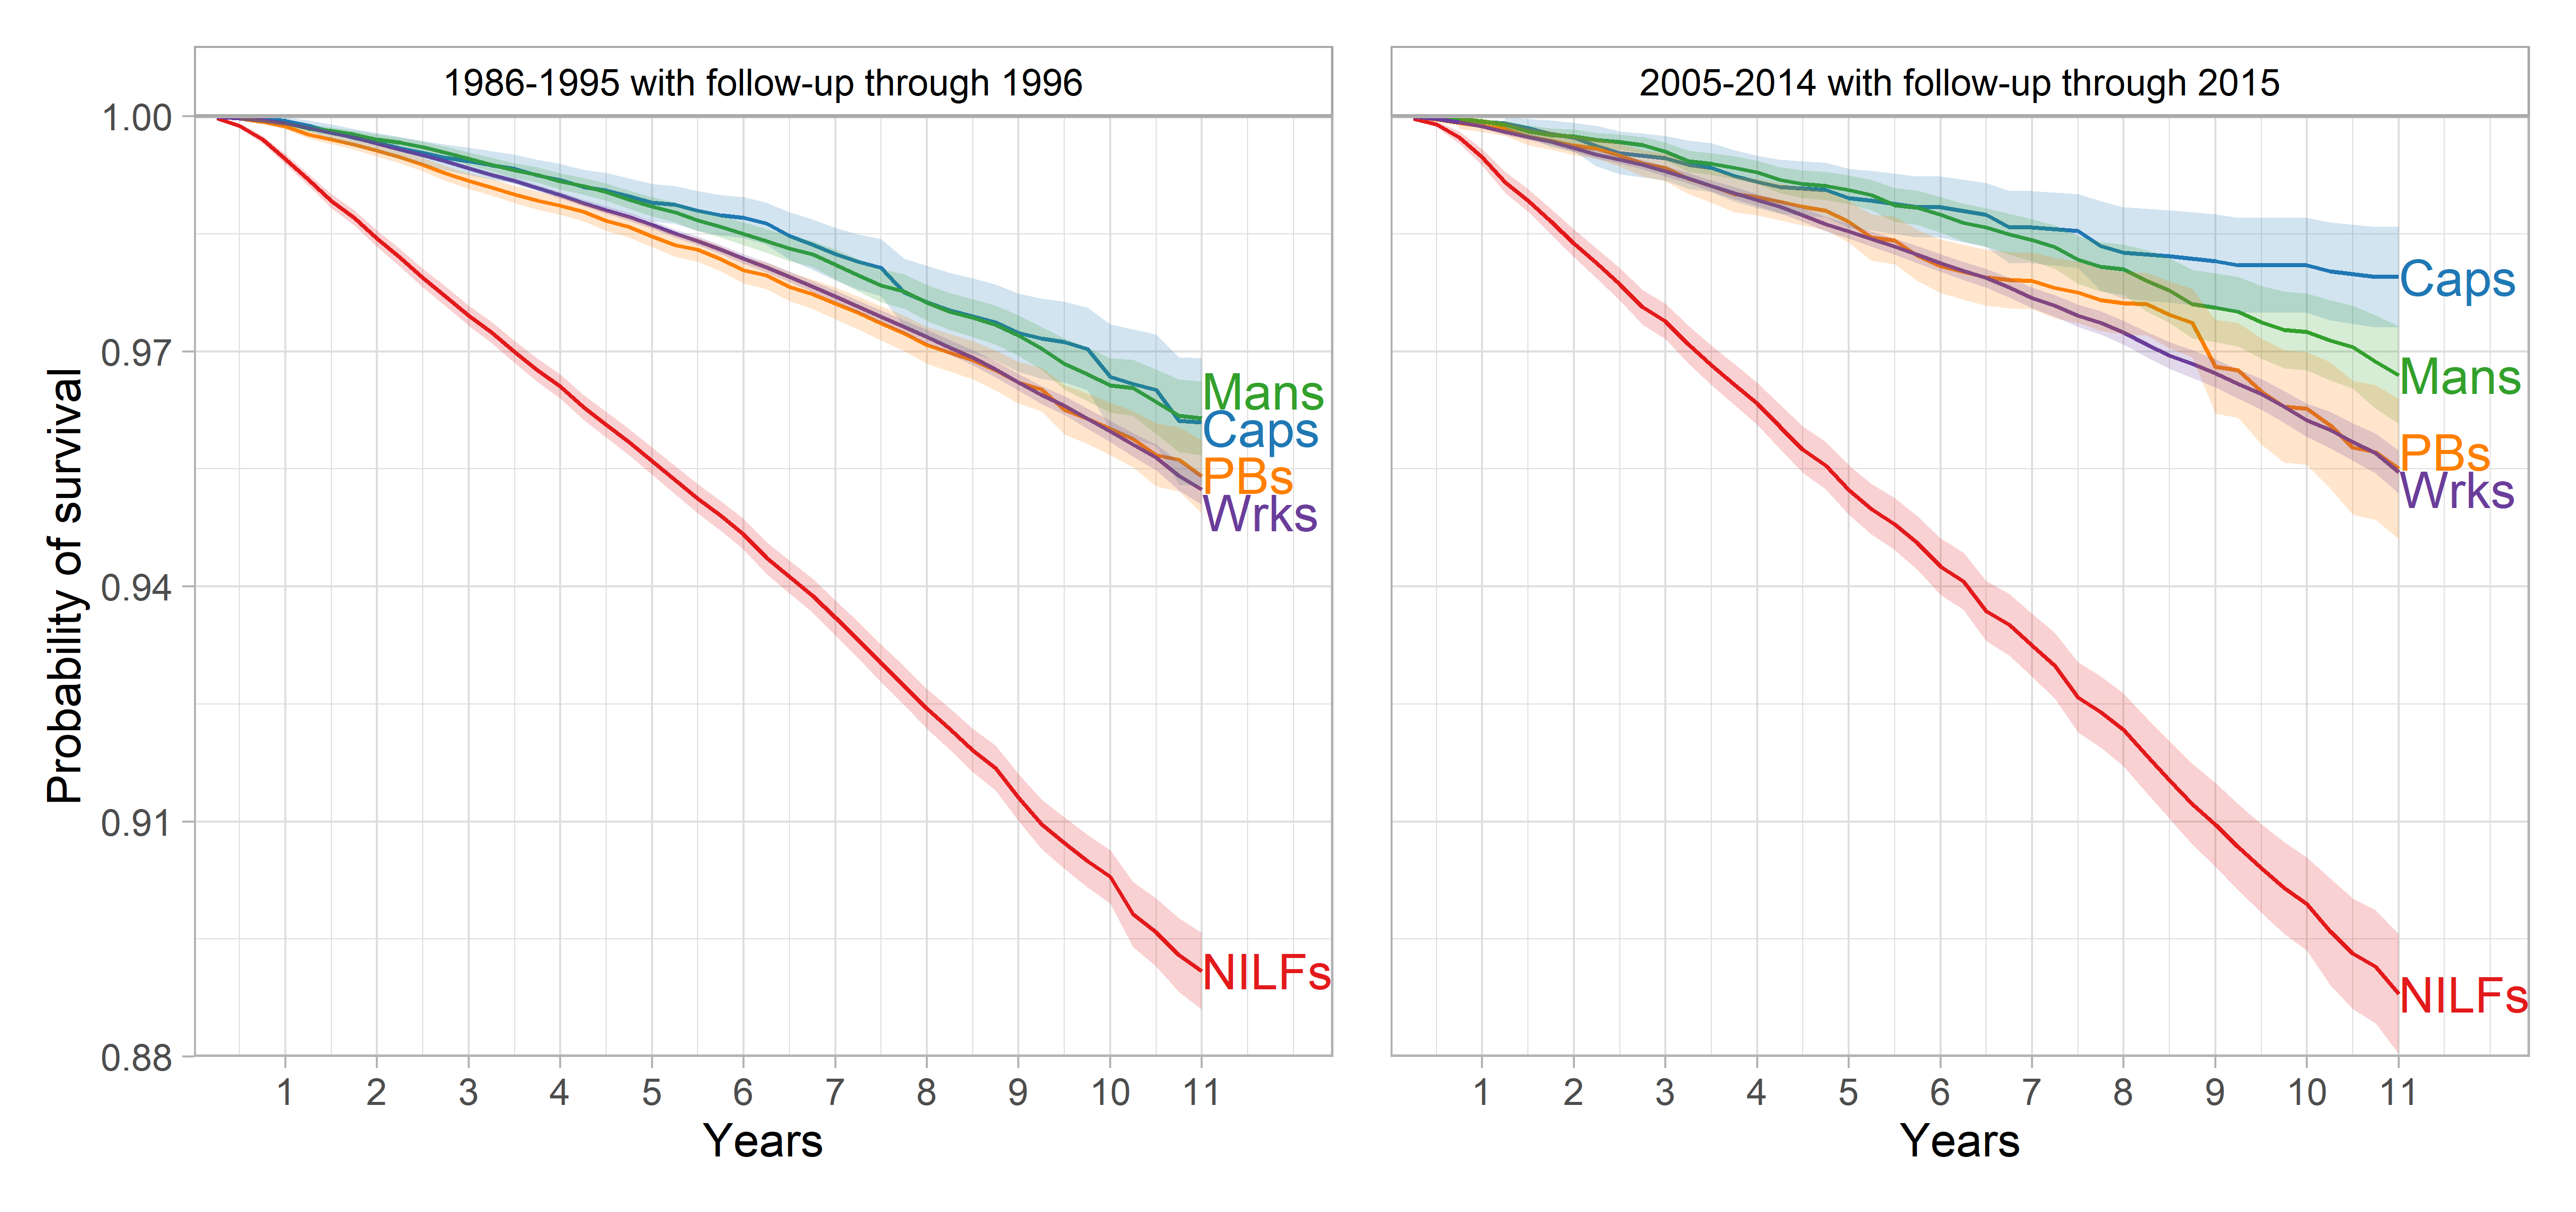 1986-1995 with follow-up through 1996
2005-2014 with follow-up through 2015
Probability of survival
1.00
0.97
0.94
0.91
0.88
Mans
Caps
PBs
Wrks
NILFs
Caps
Mans
PBs
Wrks
NILFs
1 2 3 4 5 6 7 8 9 10 11
1 2 3 4 5 6 7 8 9 10 11
Years
Years